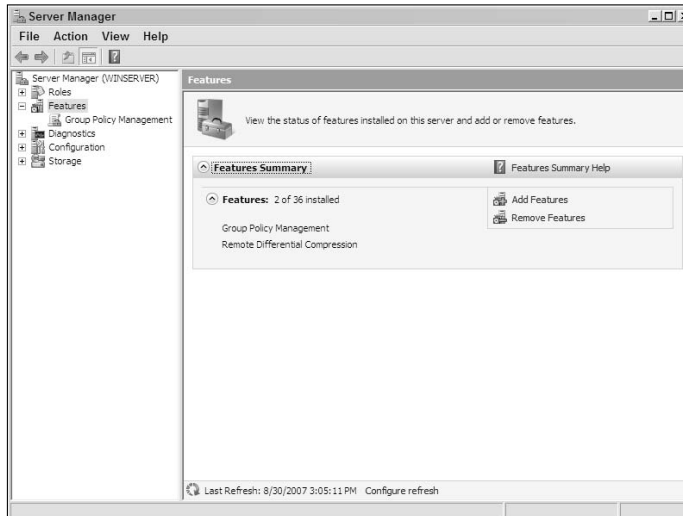 Server Manager
File Action View Help
Server Manager (WINSERVER)
Roles
Features
Group Policy Management
Diagnostics
Configuration
Storage
Features
View the status of features installed on this server and add or remove features.
Features Summary
Features Summary Help
Features: 2 of 36 installed
Add Features
Remove Features
Group Policy Management
Remote Differential Compression
Last Refresh: 8/30/2007 3:05:11 PM Configure refresh